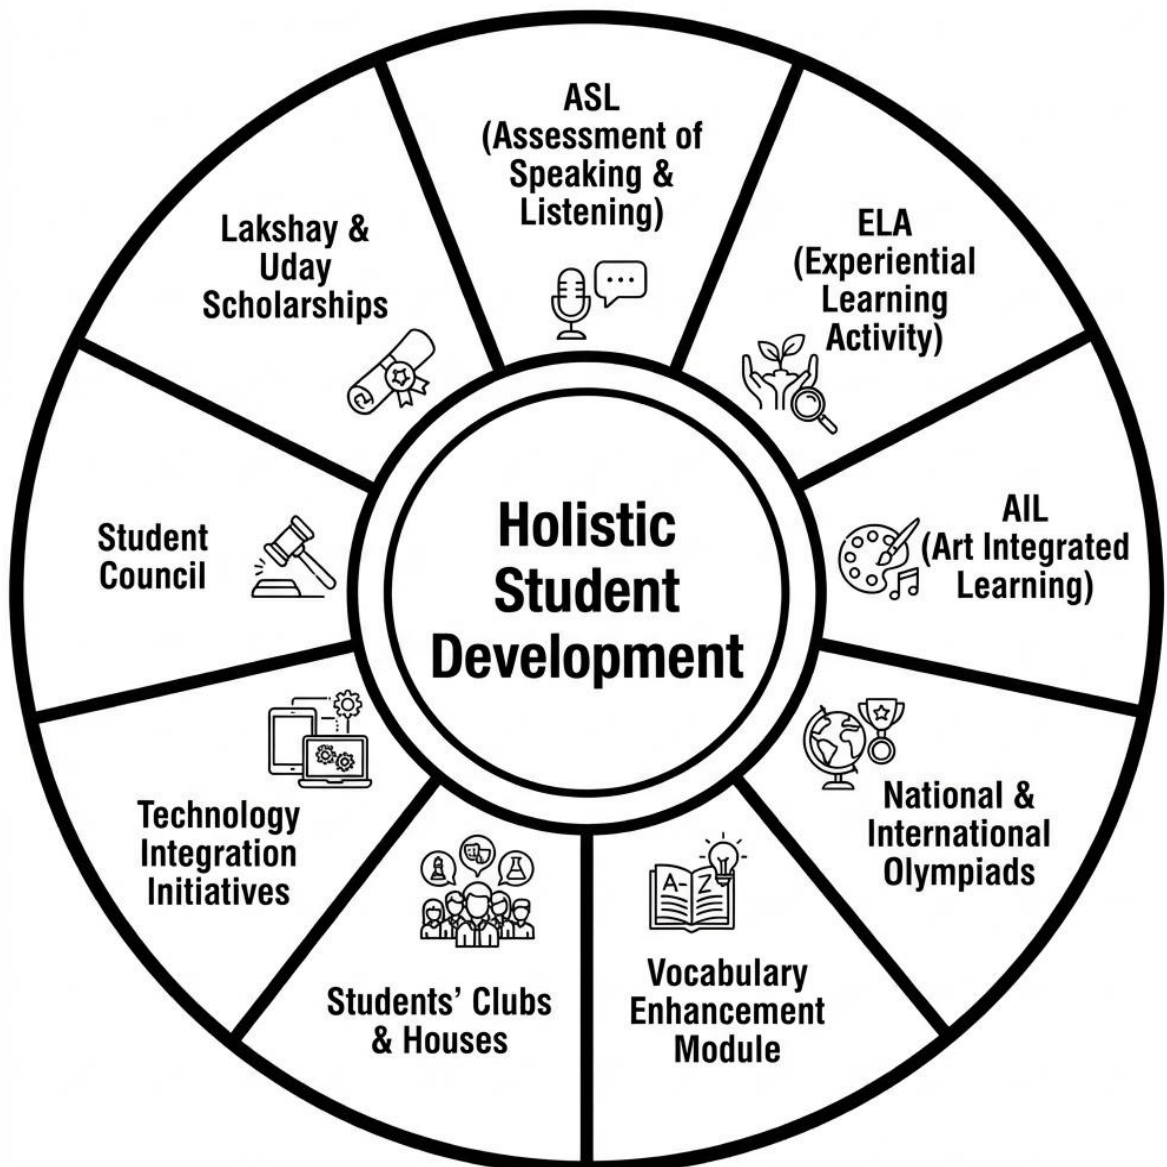 ASL
(Assessment of
Speaking &
Listening)
ELA
(Experiential
Learning
Activity)
AIL
(Art Integrated
Learning)
National &
International
Olympiads
A-Z
Vocabulary
Enhancement
Module
Students’ Clubs
& Houses
Technology
Integration
Initiatives
Student
Council
Lakshay &
Uday
Scholarships
Holistic
Student
Development